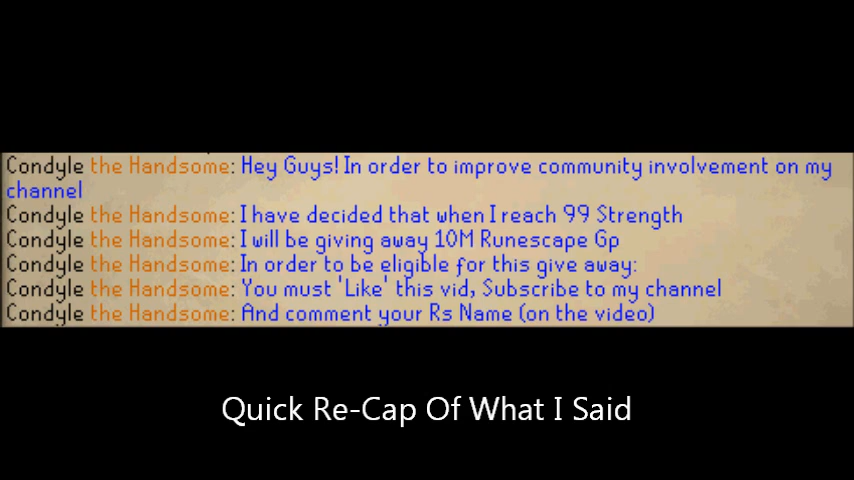 Condyle the Handsome: Hey Guys! In order to improve community involvement on my
channel
Condyle the Handsome: I have decided that when I reach 99 Strength
Condyle the Handsome: I will be giving away 10M Runescape Gp
Condyle the Handsome: In order to be eligible for this give away:
Condyle the Handsome: You must 'Like' this vid, Subscribe to my channel
Condyle the Handsome: And comment your Rs Name (on the video)
Quick Re-Cap Of What I Said